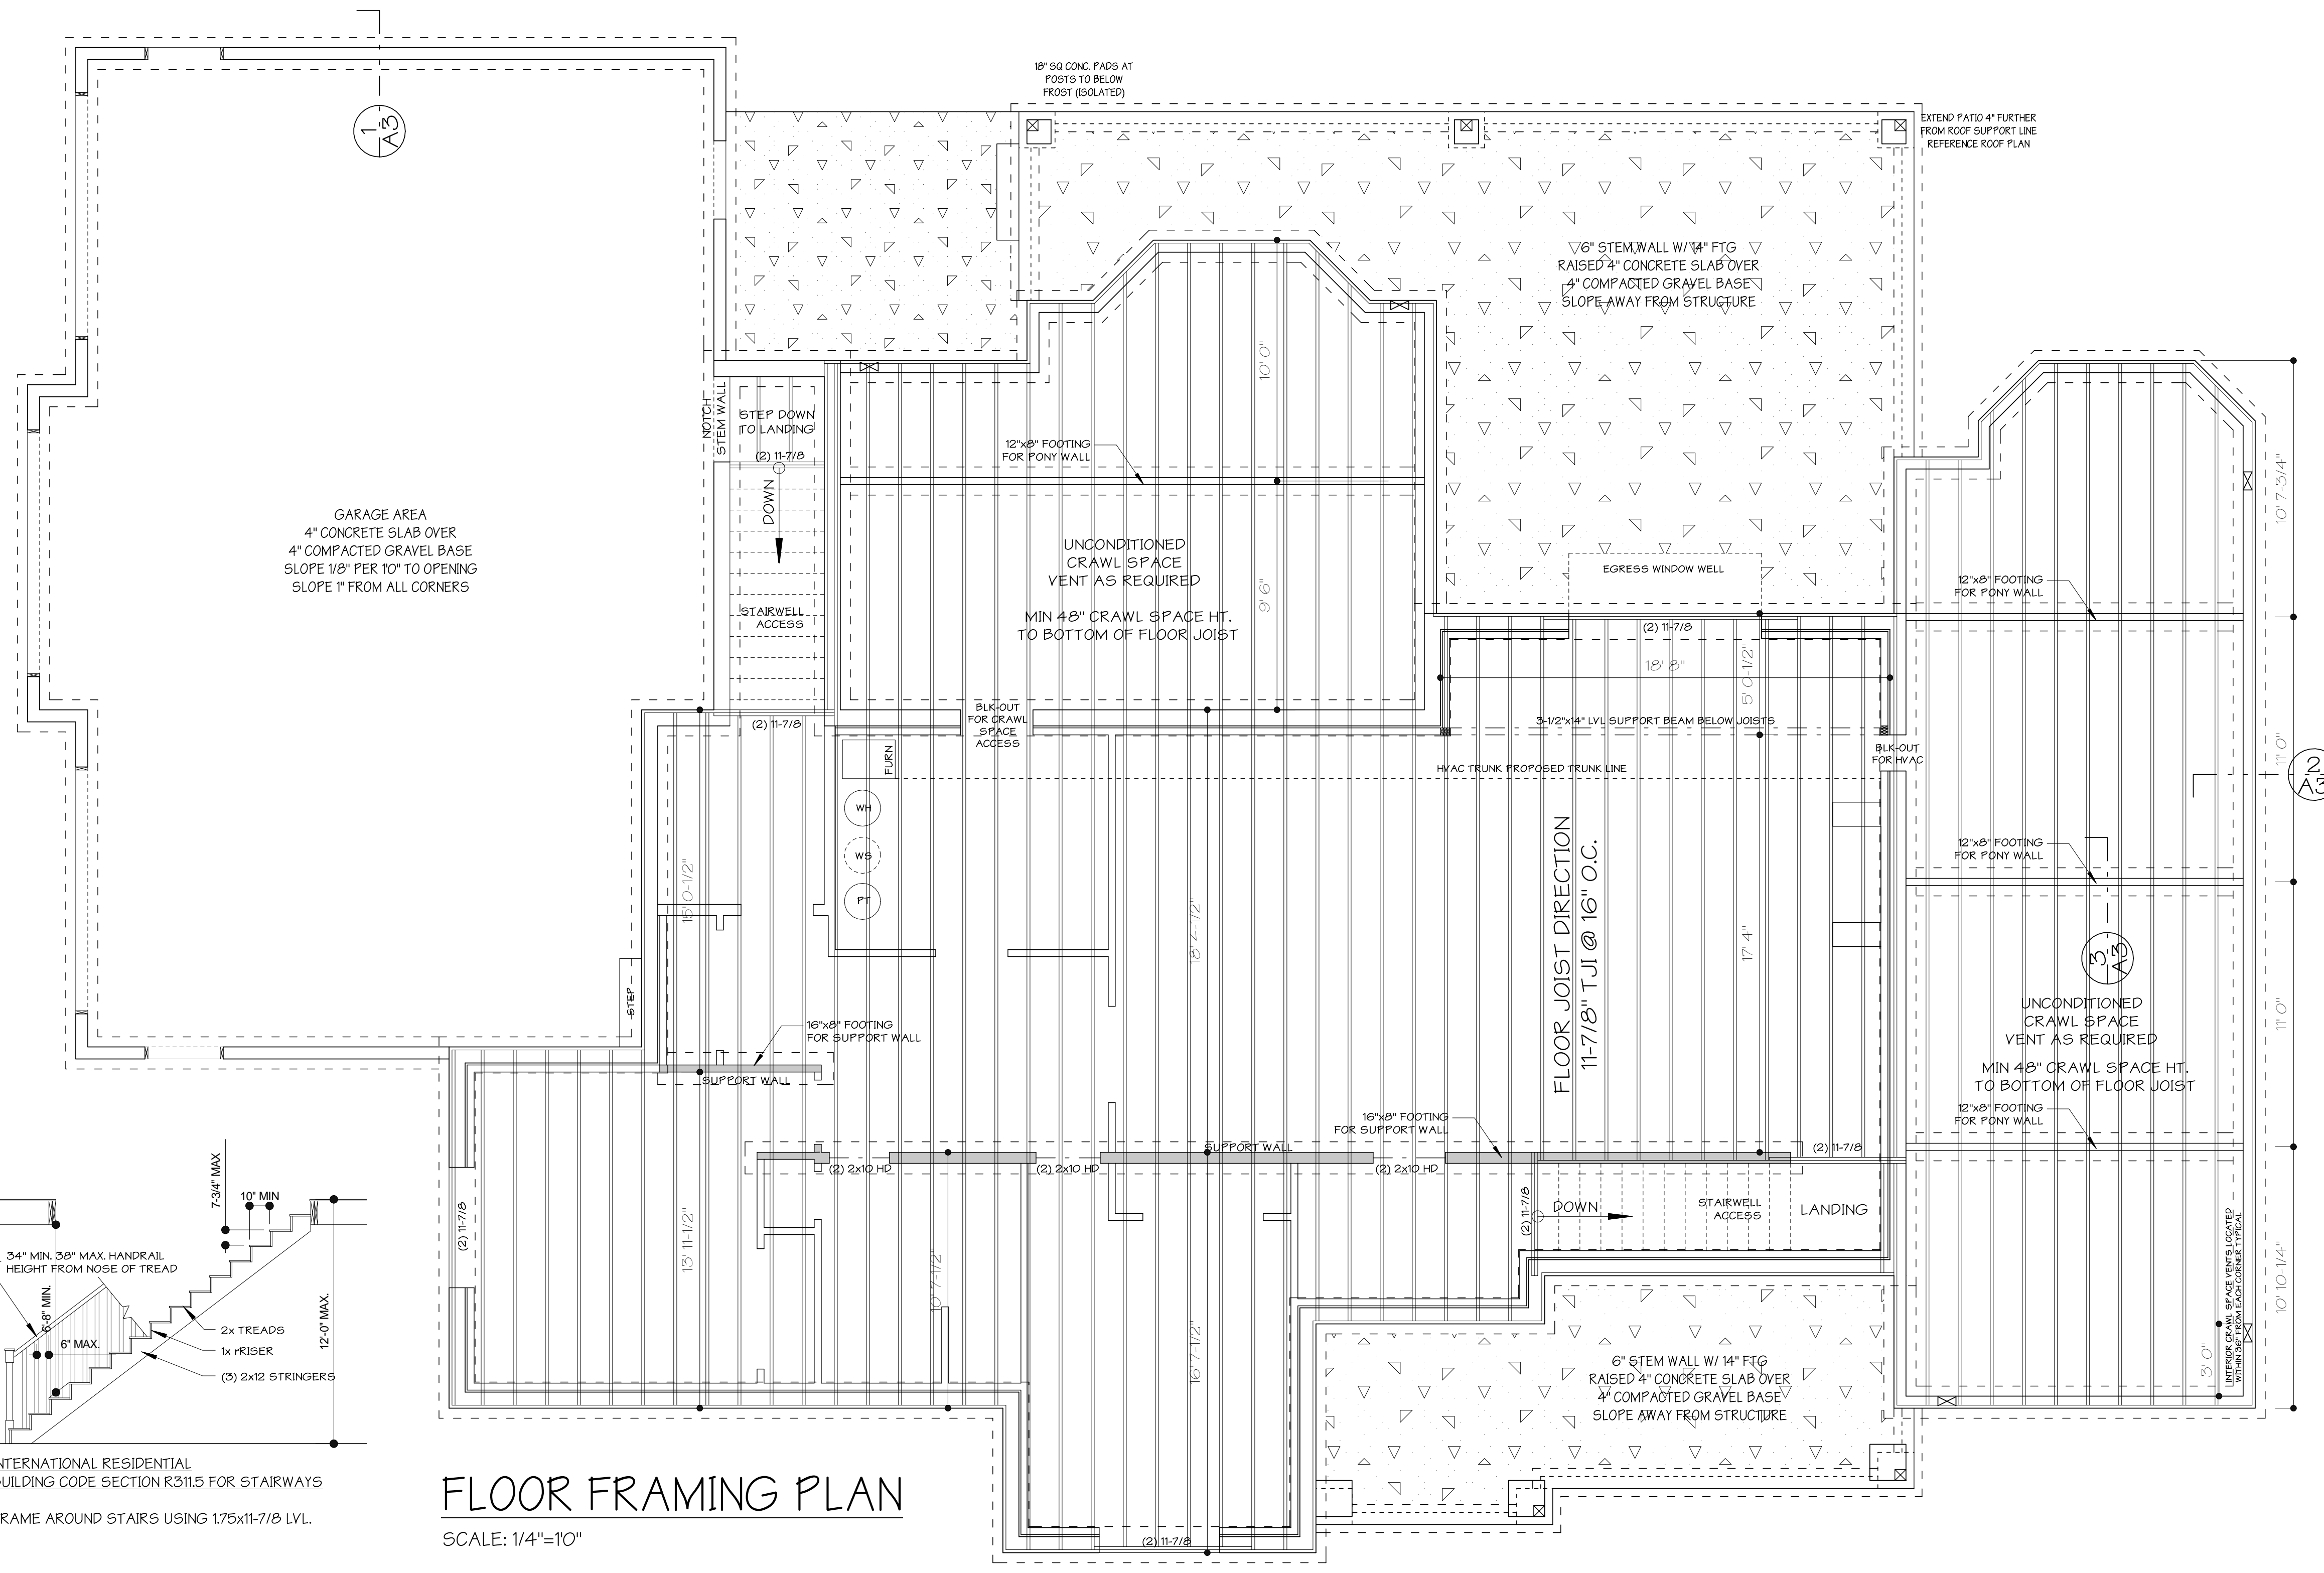 1
A3
18" SQ CONC. PADS AT
POSTS TO BELOW
FROST (ISOLATED)
EXTEND PATIO 4" FURTHER
FROM ROOF SUPPORT LINE
REFERENCE ROOF PLAN
6" STEM WALL W/ 14" FTG
RAISED 4" CONCRETE SLAB OVER
4" COMPACTED GRAVEL BASE
SLOPE AWAY FROM STRUCTURE
10' 0"
NOTCH
STEM WALL
STEP DOWN
TO LANDING
(2) 11-7/8
DOWN
12"x8" FOOTING
FOR PONY WALL
10' 7-3/4"
GARAGE AREA
4" CONCRETE SLAB OVER
4" COMPACTED GRAVEL BASE
SLOPE 1/8" PER 1'0" TO OPENING
SLOPE 1" FROM ALL CORNERS
UNCONDITIONED
CRAWL SPACE
VENT AS REQUIRED
MIN 48" CRAWL SPACE HT.
TO BOTTOM OF FLOOR JOIST
9' 6"
EGRESS WINDOW WELL
12"x8" FOOTING
FOR PONY WALL
STAIRWELL
ACCESS
(2) 11-7/8
18' 8"
5' 0-1/2"
(2) 11-7/8
BLK-OUT
FOR CRAWL
SPACE
ACCESS
3-1/2"x14" LVL SUPPORT BEAM BELOW JOISTS
FURN
HVAC TRUNK PROPOSED TRUNK LINE
BLK-OUT
FOR HVAC
11' 0"
2
A3
WH
WS
PT
15' 0-1/2"
18' 4-1/2"
FLOOR JOIST DIRECTION
11-7/8" TJI @ 16" O.C.
17' 4"
12"x8" FOOTING
FOR PONY WALL
3
A3
STEP
16"x8" FOOTING
FOR SUPPORT WALL
SUPPORT WALL
UNCONDITIONED
CRAWL SPACE
VENT AS REQUIRED
MIN 48" CRAWL SPACE HT.
TO BOTTOM OF FLOOR JOIST
11' 0"
12"x8" FOOTING
FOR PONY WALL
16"x8" FOOTING
FOR SUPPORT WALL
SUPPORT WALL
(2) 2x10 HD
(2) 2x10 HD
(2) 2x10 HD
(2) 11-7/8
(2) 11-7/8
DOWN
STAIRWELL
ACCESS
LANDING
(2) 11-7/8
13' 11-1/2"
10' 7-1/2"
16' 7-1/2"
10' 10-1/4"
3' 0"
INTERIOR CRAWL SPACE VENTS LOCATED
WITHIN 36" FROM EACH CORNER TYPICAL
6" STEM WALL W/ 14" FTG
RAISED 4" CONCRETE SLAB OVER
4" COMPACTED GRAVEL BASE
SLOPE AWAY FROM STRUCTURE
(2) 11-7/8
7-3/4" MAX
10" MIN
34" MIN. 38" MAX. HANDRAIL
HEIGHT FROM NOSE OF TREAD
6'-8" MIN.
6" MAX.
12'-0" MAX.
2x TREADS
1x rRISER
(3) 2x12 STRINGERS
NTERNATIONAL RESIDENTIAL
UILDING CODE SECTION R311.5 FOR STAIRWAYS
RAME AROUND STAIRS USING 1.75x11-7/8 LVL.
FLOOR FRAMING PLAN
SCALE: 1/4"=1'0"